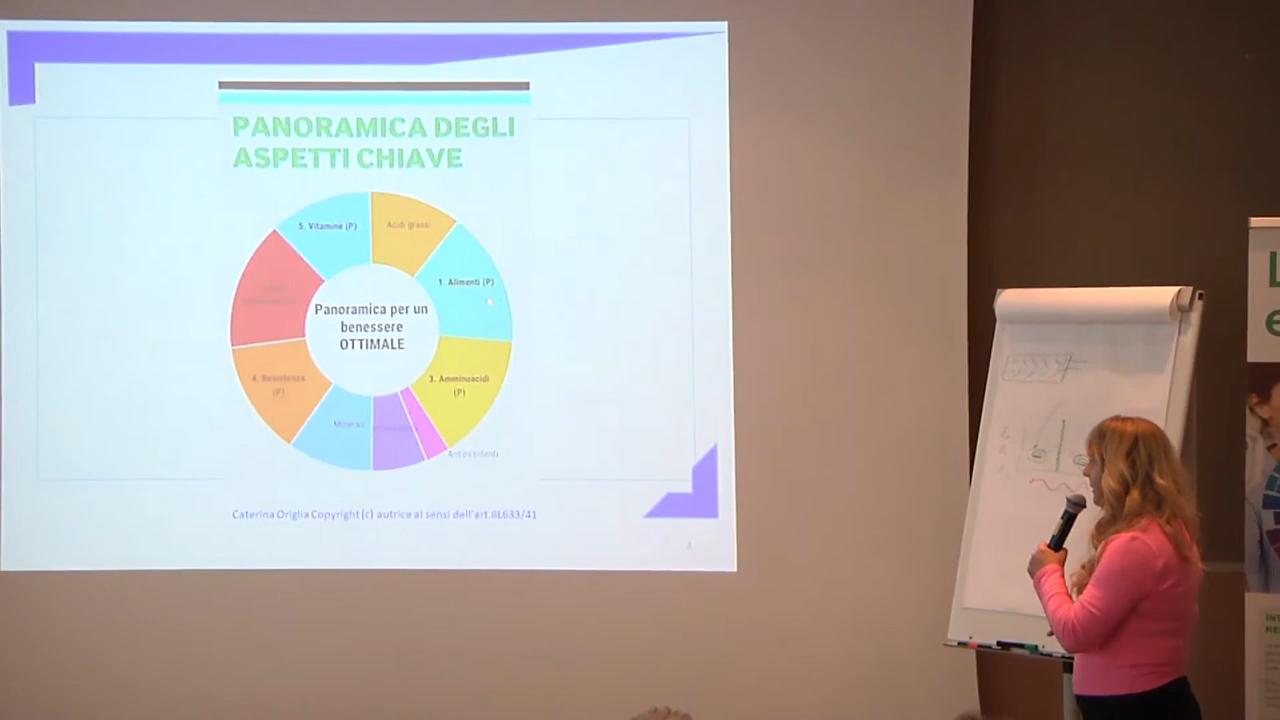 PANORAMICA DEGLI
ASPETTI CHIAVE
5. Vitamine (P)
Acidi grassi
1. Alimenti (P)
Panoramica per un
benessere
OTTIMALE
4. Resistenza
(P)
3. Amminoacidi
(P)
Minerali
Antiossidanti
Caterina Origlia Copyright (c) autrice ai sensi dell'art.8L633/41